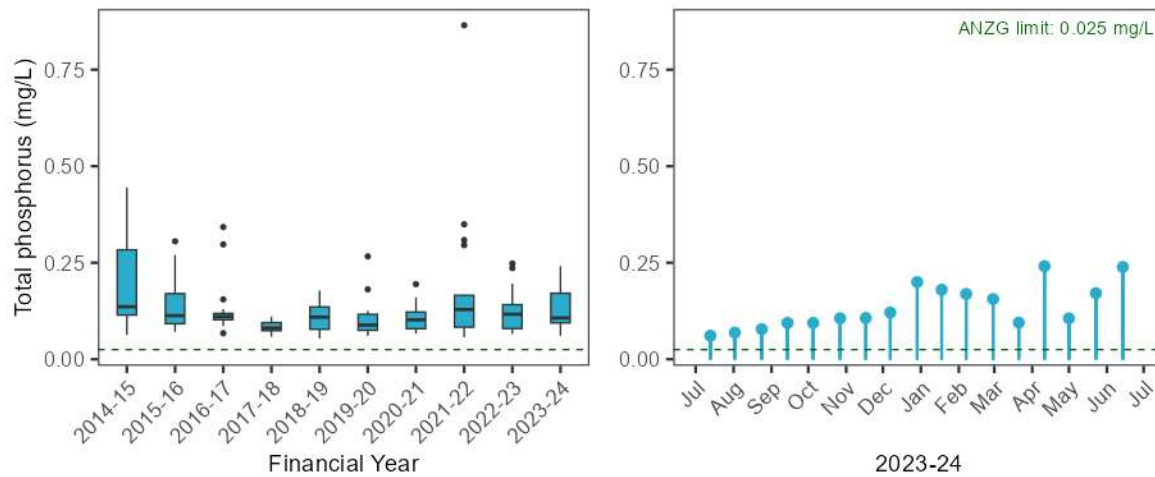 Total phosphorus (mg/L)
0.75
0.50
0.25
0.00
2014-15
2015-16
2016-17
2017-18
2018-19
2019-20
2020-21
2021-22
2022-23
2023-24
Financial Year
ANZG limit: 0.025 mg/L
0.75
0.50
0.25
0.00
Jul
Aug
Sep
Oct
Nov
Dec
Jan
Feb
Mar
Apr
May
Jun
Jul
2023-24